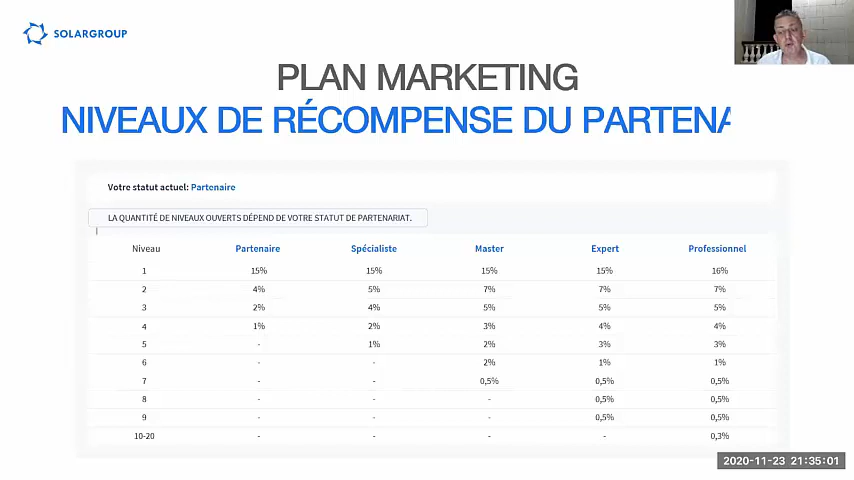 SOLARGROUP
PLAN MARKETING
NIVEAUX DE RÉCOMPENSE DU PARTENA
Votre statut actuel: Partenaire
LA QUANTITÉ DE NIVEAUX OUVERTS DÉPEND DE VOTRE STATUT DE PARTENARIAT.
Niveau Partenaire Spécialiste Master Expert Professionnel
1 15% 15% 15% 15% 16%
2 4% 5% 7% 7% 7%
3 2% 4% 5% 5% 5%
4 1% 2% 3% 4% 4%
5 - 1% 2% 3% 3%
6 - - 2% 1% 1%
7 - - 0,5% 0,5% 0,5%
8 - - - 0,5% 0,5%
9 - - - 0,5% 0,5%
10-20 - - - - 0,3%
2020-11-23 21:35:01